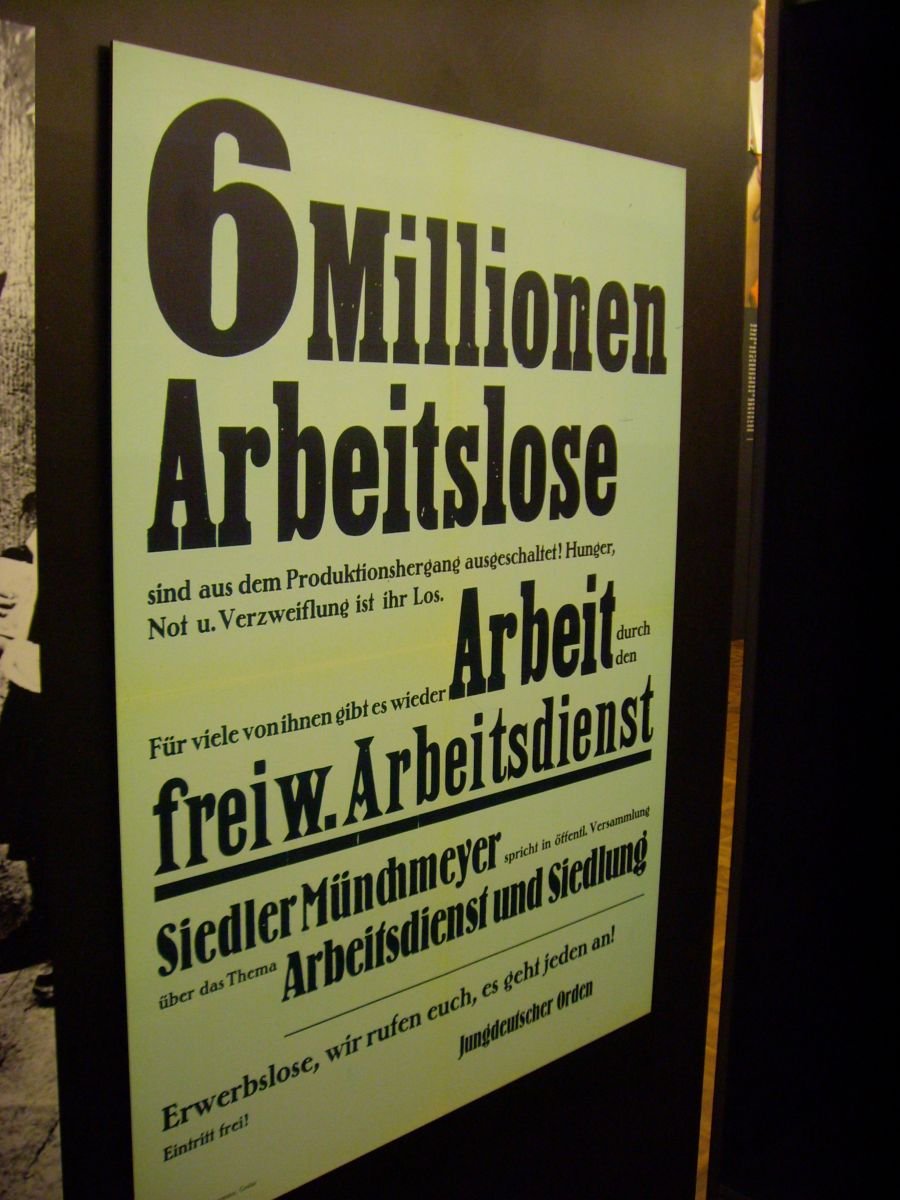 6 Millionen
Arbeitslose
sind aus dem Produktionshergang ausgeschaltet! Hunger,
Not u. Verzweiflung ist ihr Los.
Für viele von ihnen gibt es wieder Arbeit durch den
freiw. Arbeitsdienst
Siedler Münchmeyer spricht in öffentl. Versammlung
über das Thema Arbeitsdienst und Siedlung
Erwerbslose, wir rufen euch, es geht jeden an!
Jungdeutscher Orden
Eintritt frei!